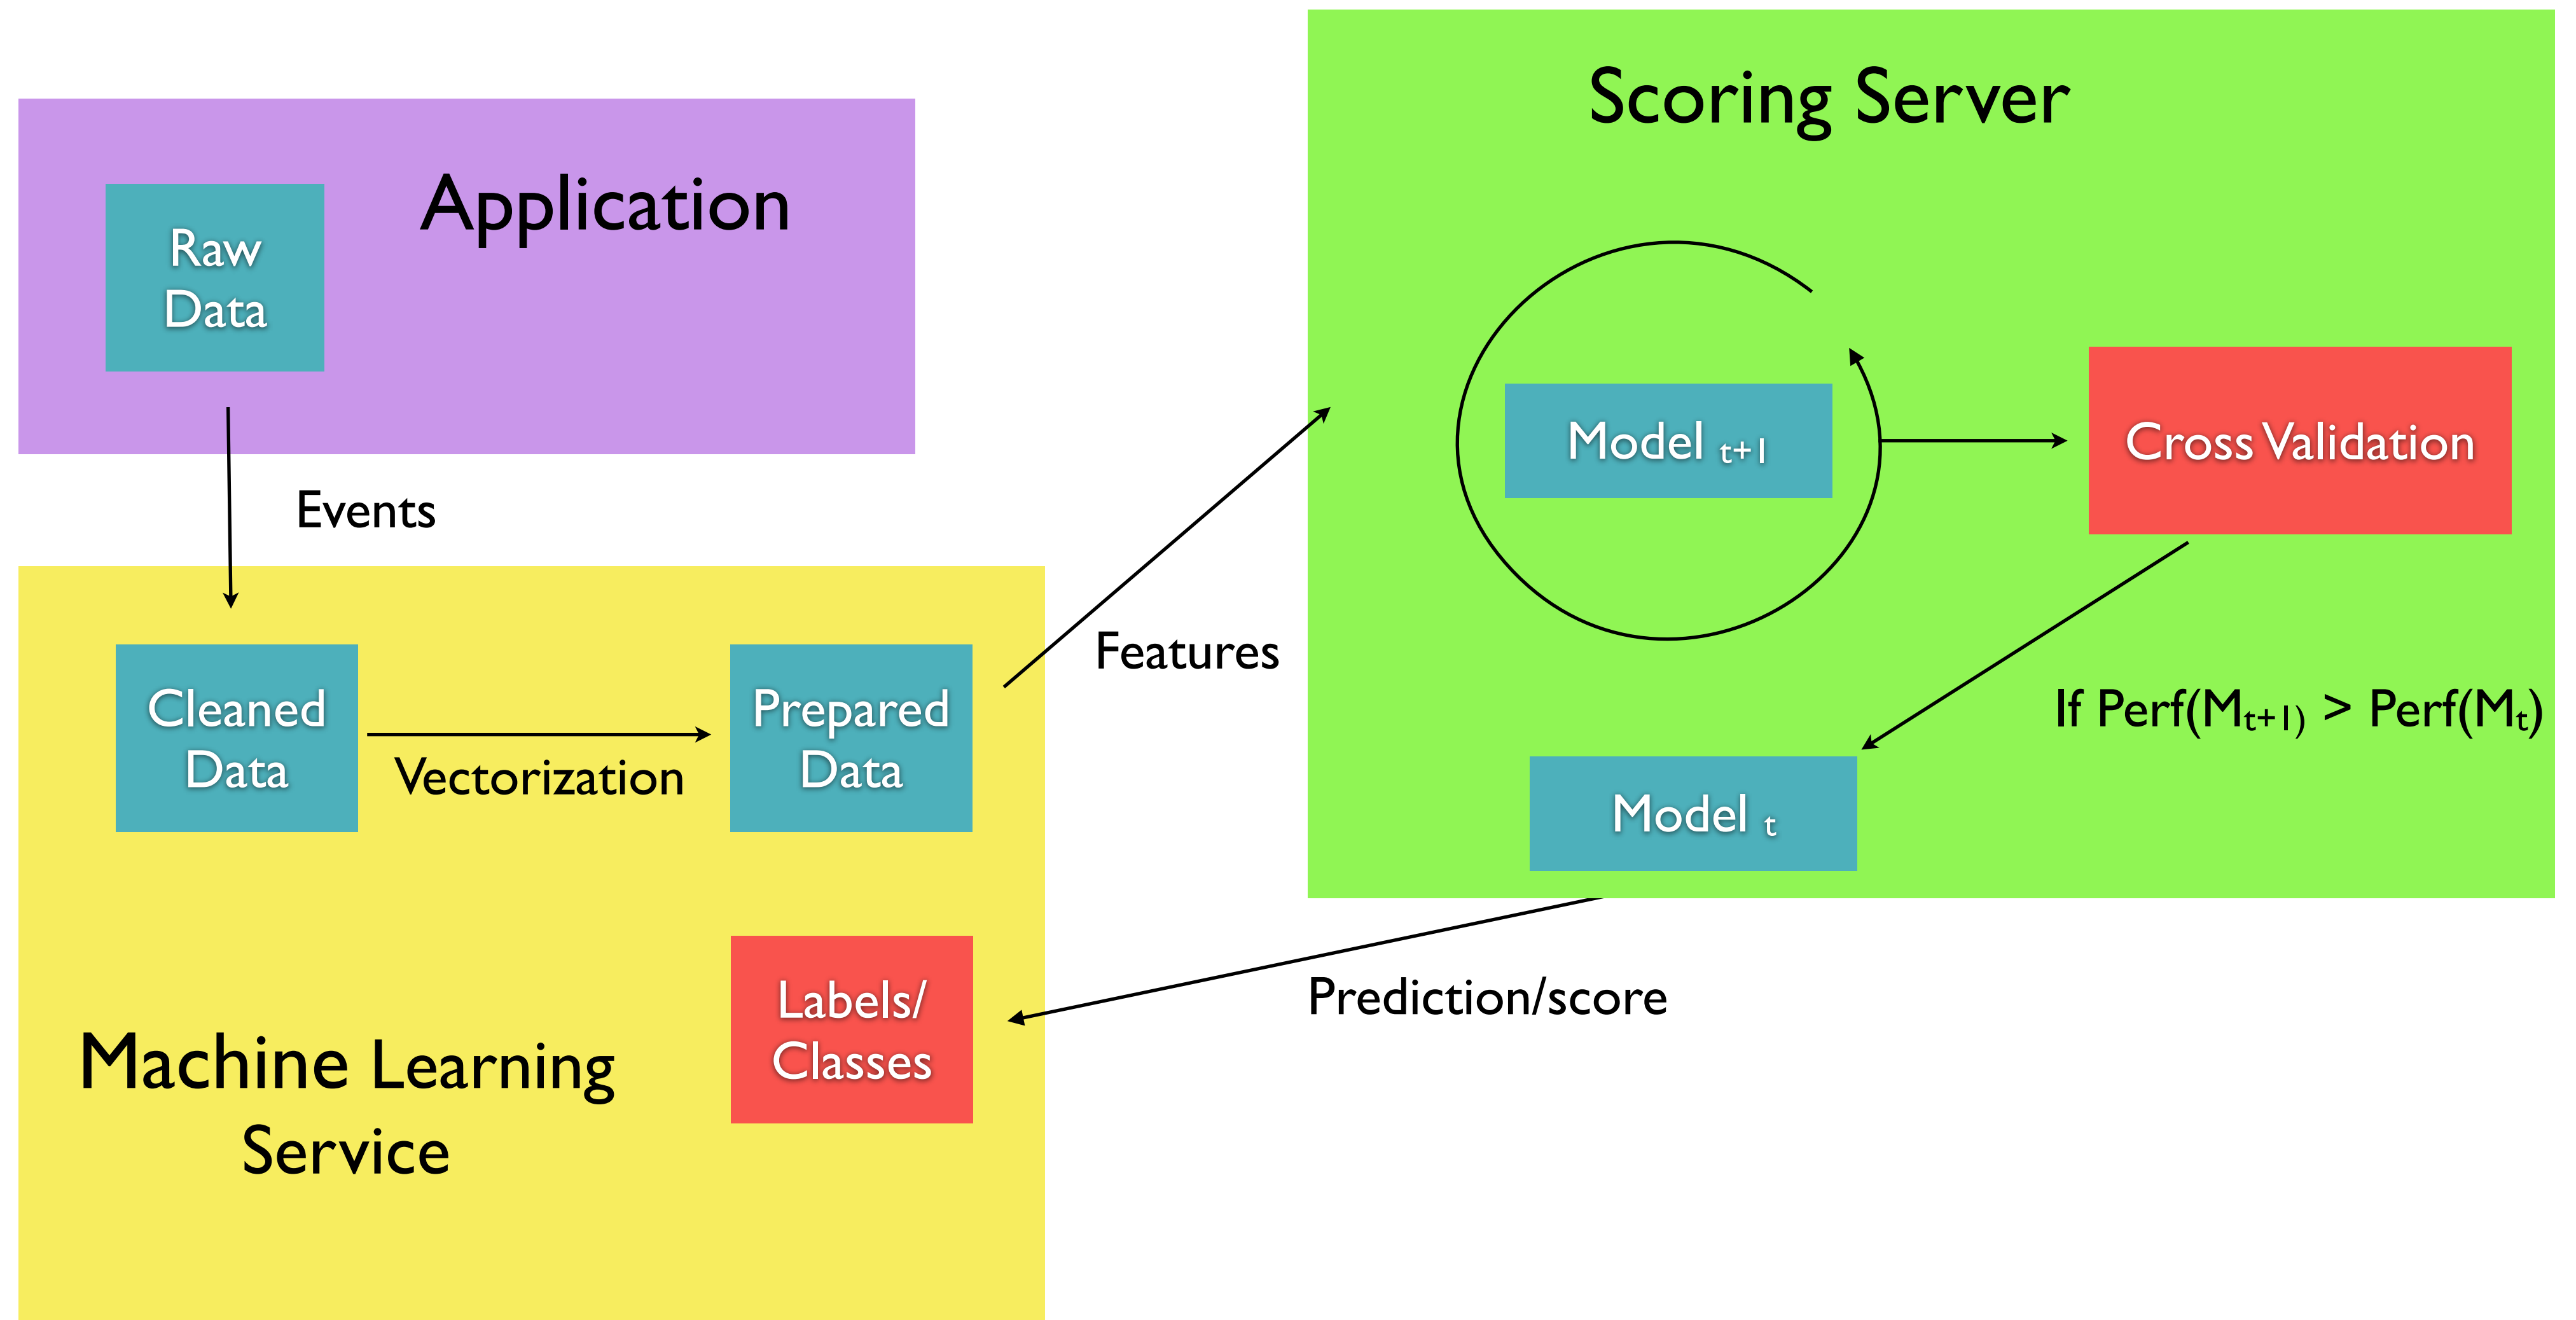 Scoring Server
Application
Raw
Data
Events
Model t+1
Cross Validation
Features
Cleaned
Data
Vectorization
Prepared
Data
If Perf(Mt+1) > Perf(Mt)
Model t
Labels/
Classes
Prediction/score
Machine Learning
Service